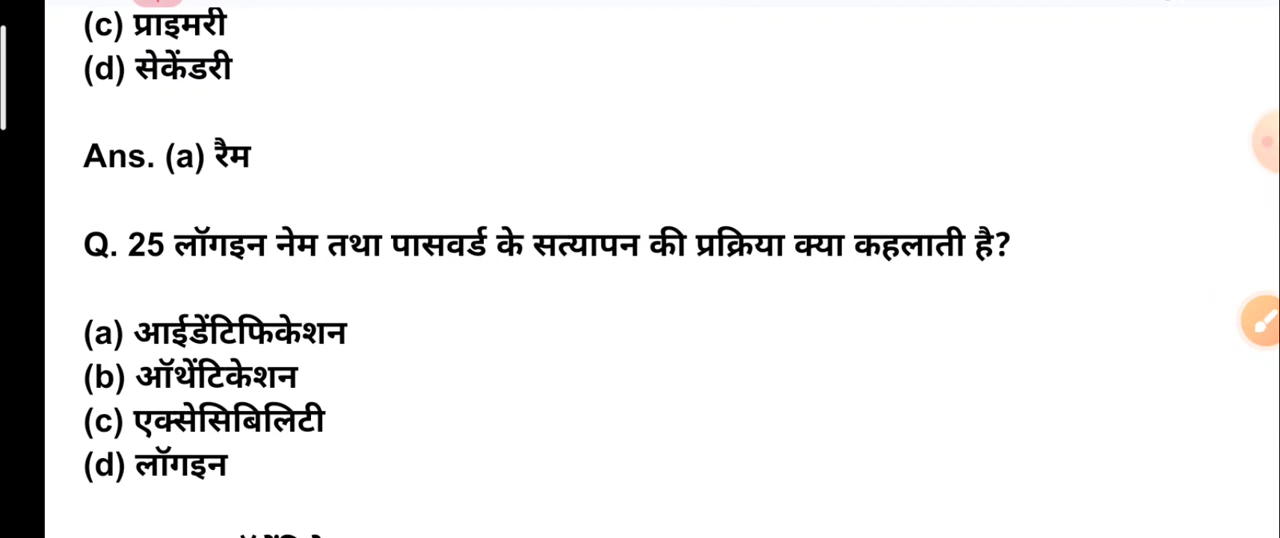 (c) प्राइमरी
(d) सेकेंडरी
Ans. (a) रैम
Q. 25 लॉगइन नेम तथा पासवर्ड के सत्यापन की प्रक्रिया क्या कहलाती है?
(a) आईडेंटिफिकेशन
(b) ऑथेंटिकेशन
(c) एक्सेसिबिलिटी
(d) लॉगइन